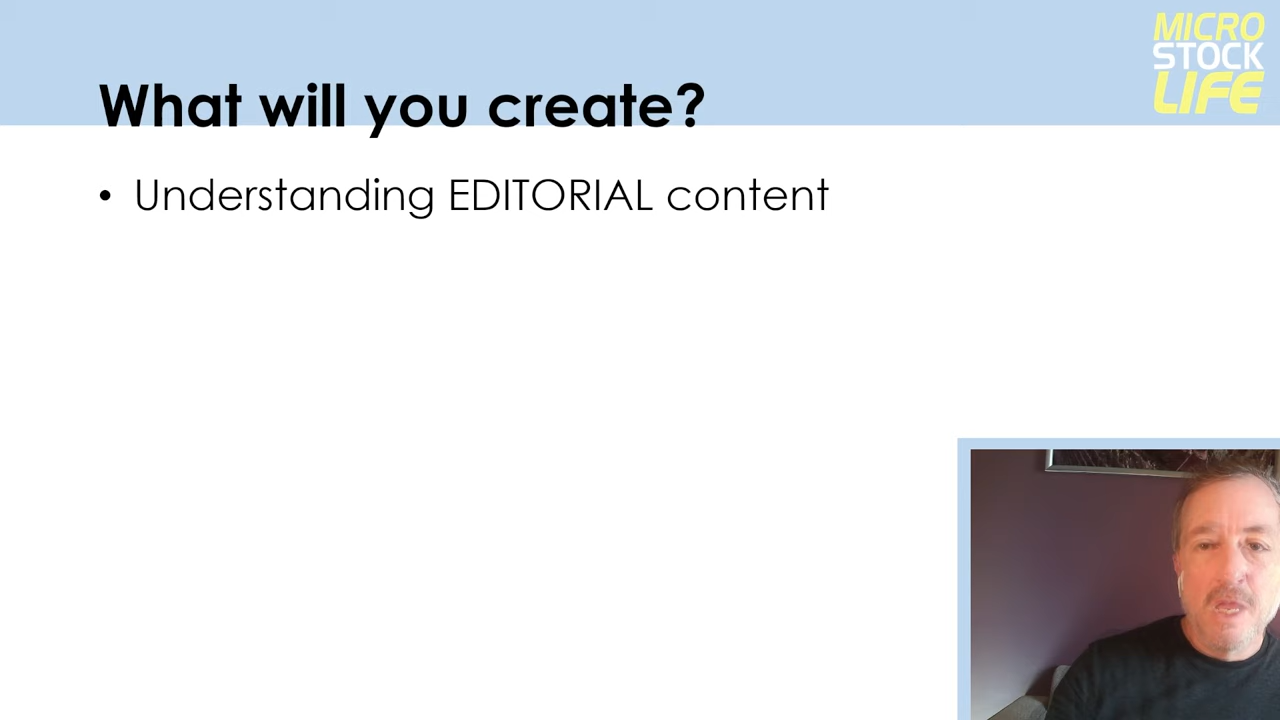 MICRO
STOCK
LIFE
What will you create?
• Understanding EDITORIAL content